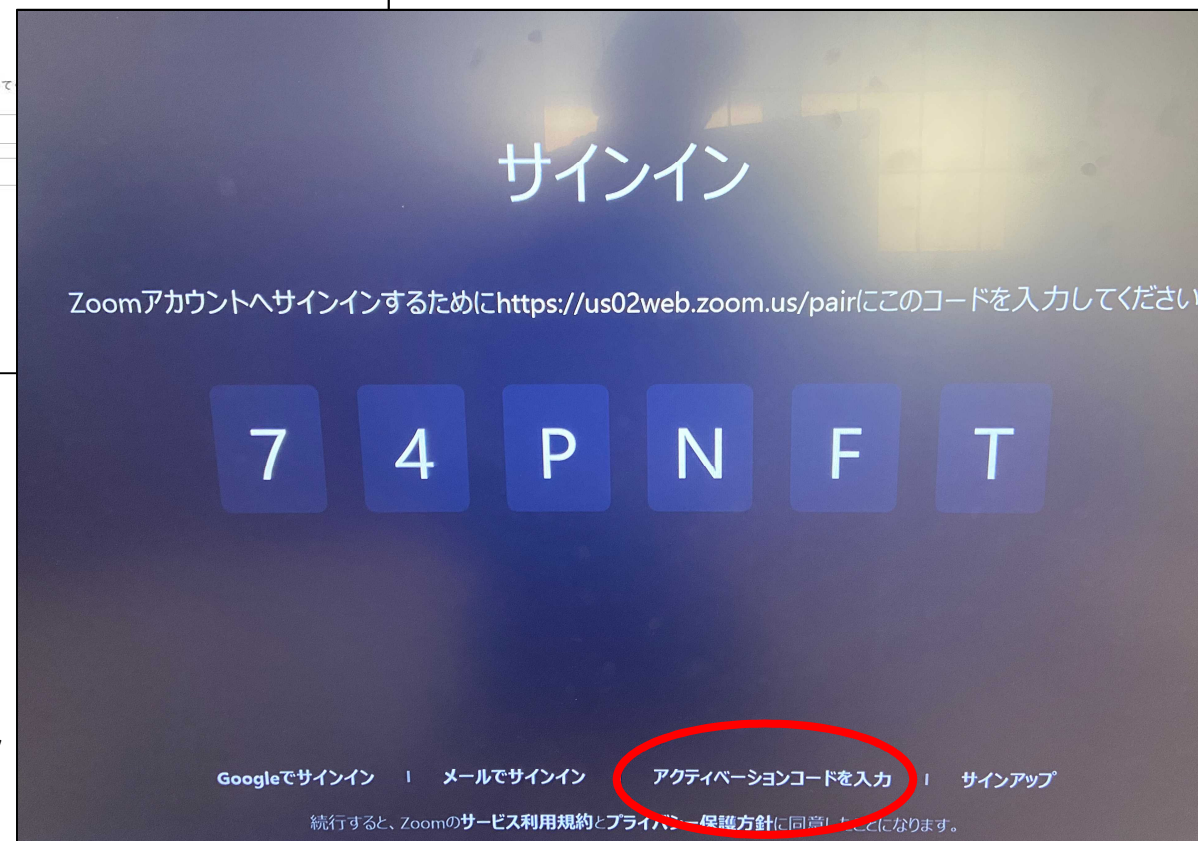 て
サインイン
Zoomアカウントへサインインするためにhttps://us02web.zoom.us/pairにこのコードを入力してください
7 4 P N F T
Googleでサインイン | メールでサインイン アクティベーションコードを入力 | サインアップ
続行すると、Zoomのサービス利用規約とプライバシー保護方針に同意したことになります。